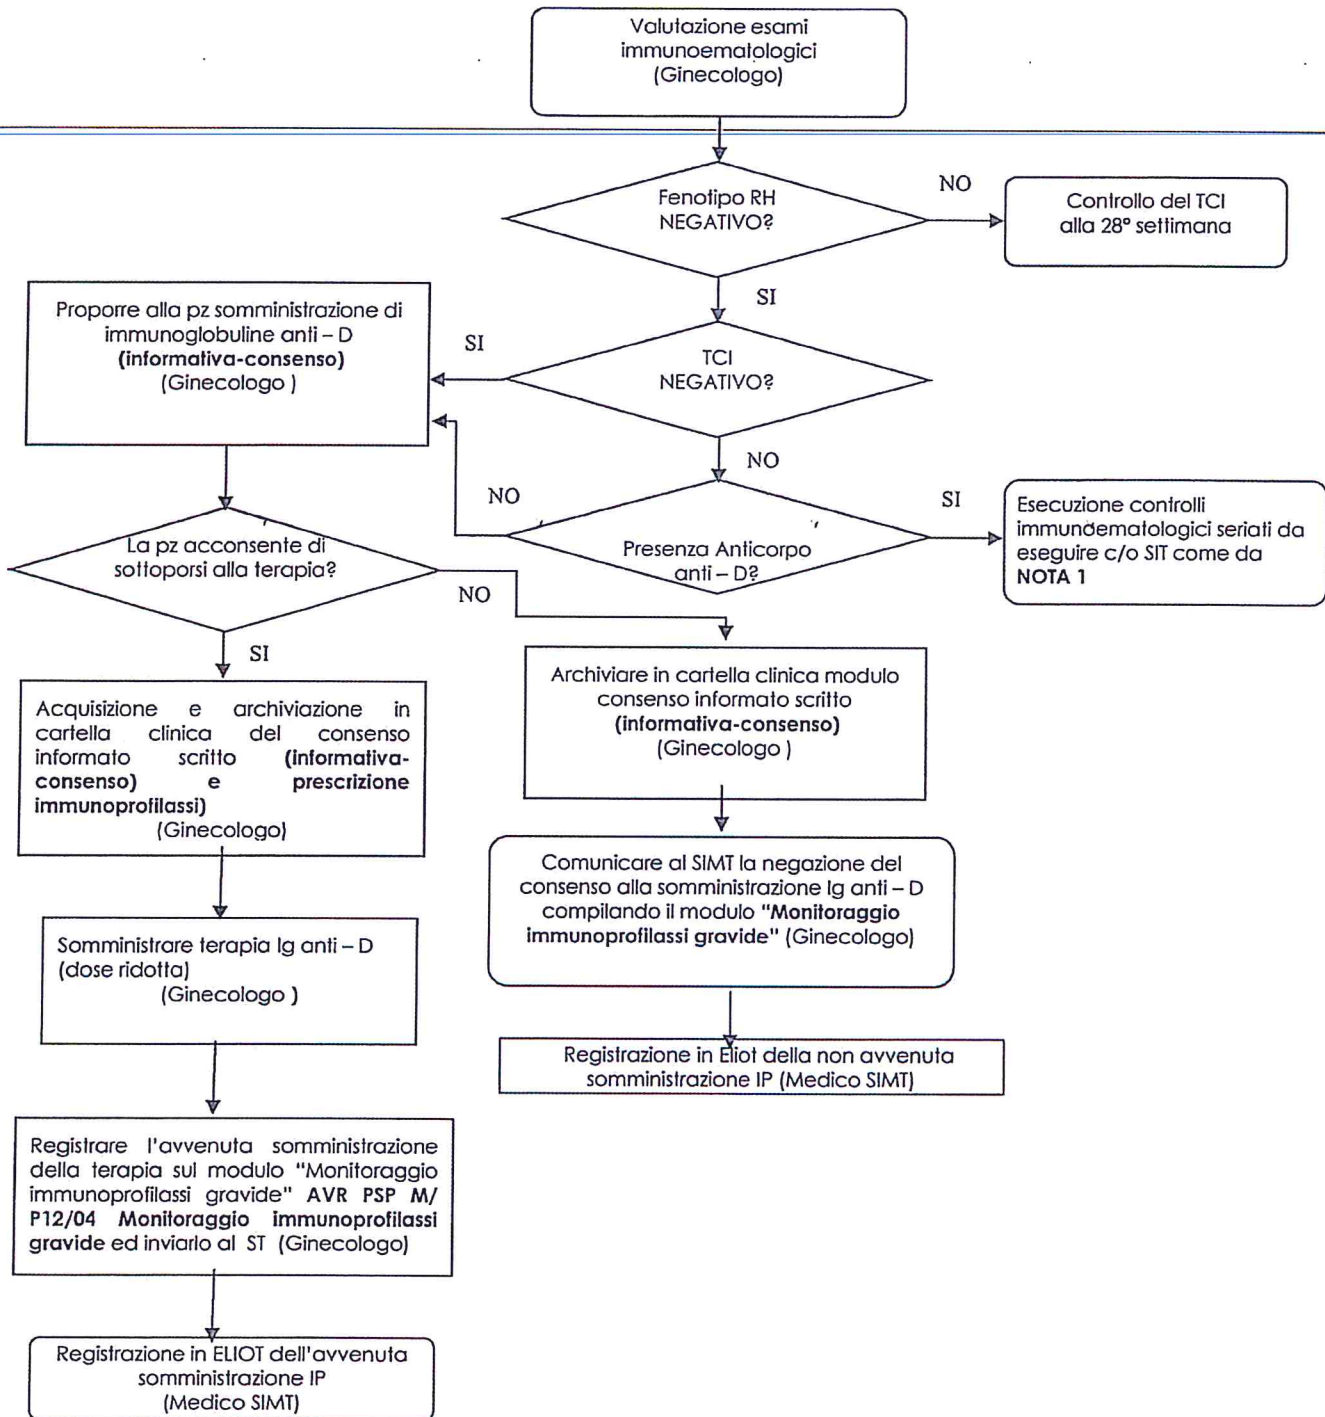 Valutazione esami
immunoematologici
(Ginecologo)
Fenotipo RH
NEGATIVO?
NO
Controllo del TCI
alla 28° settimana
SI
Proporre alla pz somministrazione di
immunoglobuline anti – D
(informativa-consenso)
(Ginecologo )
SI
TCI
NEGATIVO?
NO
NO
Presenza Anticorpo
anti – D?
SI
Esecuzione controlli
immunoematologici seriati da
eseguire c/o SIT come da
NOTA 1
La pz acconsente di
sottoporsi alla terapia?
NO
SI
Archiviare in cartella clinica modulo
consenso informato scritto
(informativa-consenso)
(Ginecologo )
Acquisizione e archiviazione in
cartella clinica del consenso
informato scritto (informativa-
consenso) e prescrizione
immunoprofilassi)
(Ginecologo)
Comunicare al SIMT la negazione del
consenso alla somministrazione Ig anti – D
compilando il modulo "Monitoraggio
immunoprofilassi gravide" (Ginecologo)
Somministrare terapia Ig anti – D
(dose ridotta)
(Ginecologo )
Registrazione in Eliot della non avvenuta
somministrazione IP (Medico SIMT)
Registrare l'avvenuta somministrazione
della terapia sul modulo "Monitoraggio
immunoprofilassi gravide" AVR PSP M/
P12/04 Monitoraggio immunoprofilassi
gravide ed inviarlo al ST (Ginecologo)
Registrazione in ELIOT dell'avvenuta
somministrazione IP
(Medico SIMT)